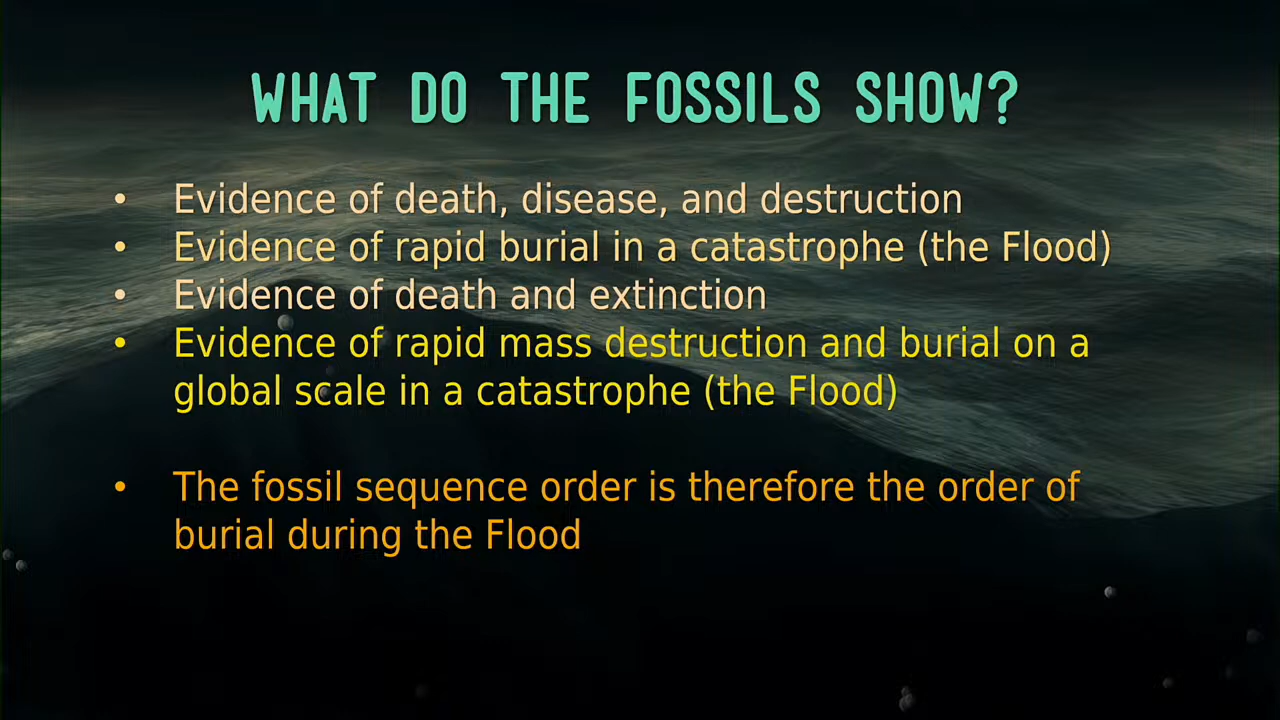 WHAT DO THE FOSSILS SHOW?
• Evidence of death, disease, and destruction
• Evidence of rapid burial in a catastrophe (the Flood)
• Evidence of death and extinction
• Evidence of rapid mass destruction and burial on a
global scale in a catastrophe (the Flood)
• The fossil sequence order is therefore the order of
burial during the Flood